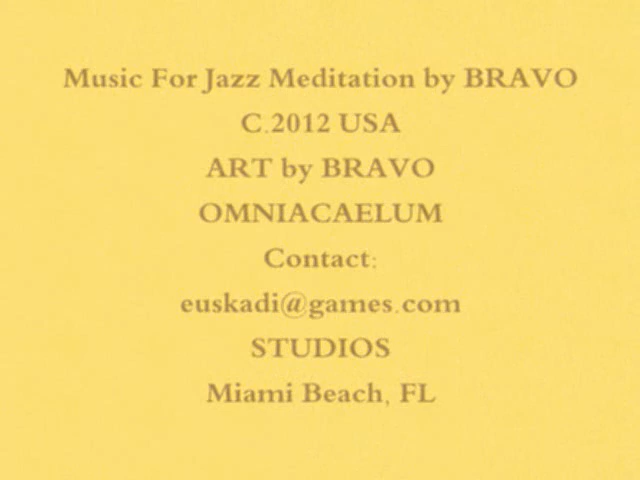 Music For Jazz Meditation by BRAVO
C.2012 USA
ART by BRAVO
OMNIACAELUM
Contact:
euskadi@games.com
STUDIOS
Miami Beach, FL